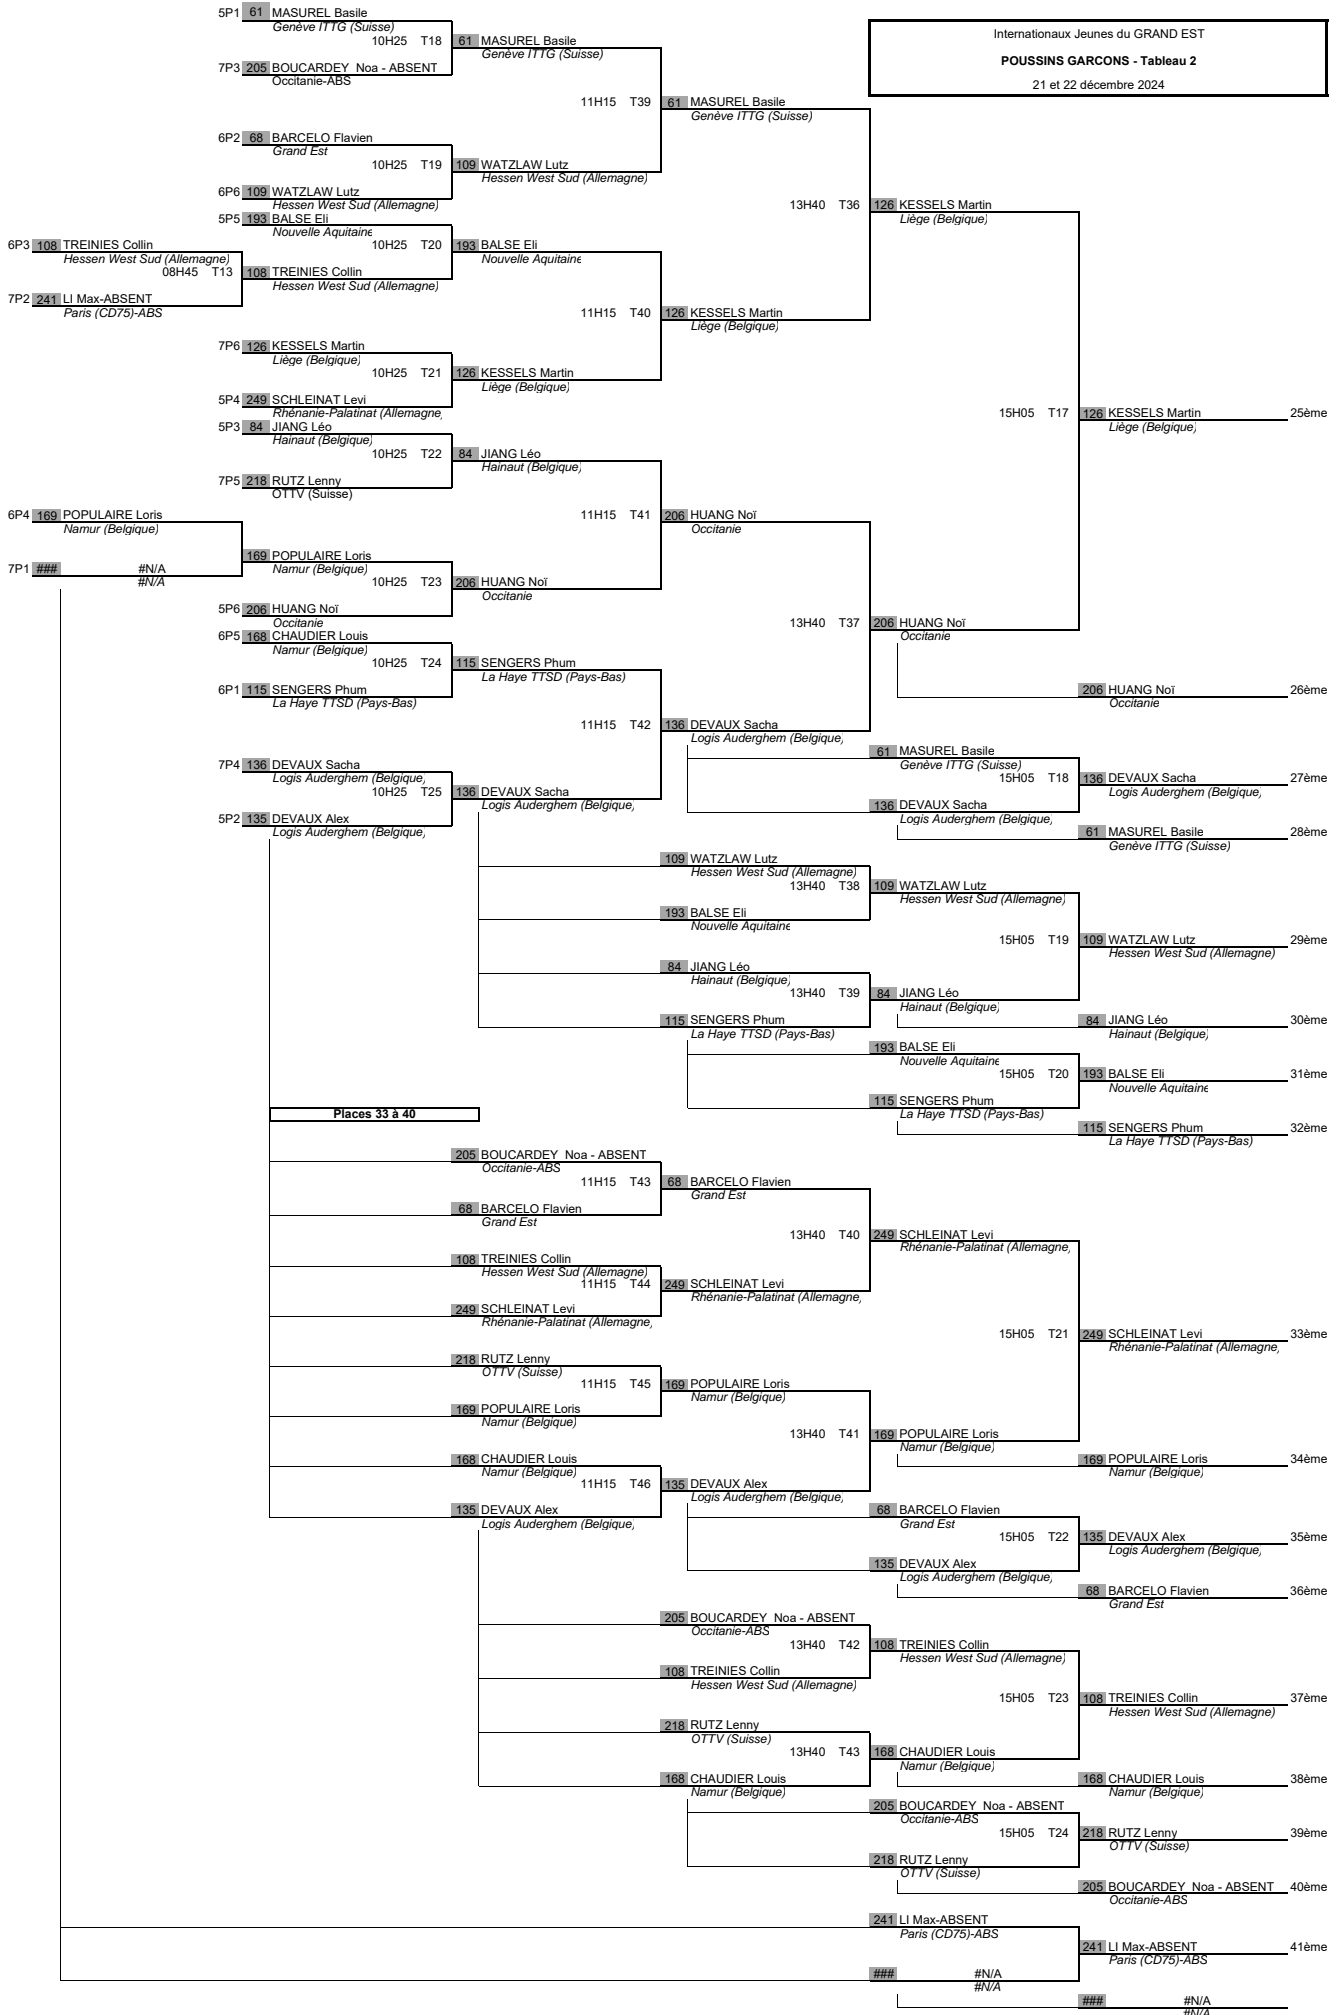 Internationaux Jeunes du GRAND EST
POUSSINS GARCONS - Tableau 2
21 et 22 décembre 2024
5P1 61 MASUREL Basile
Genève ITTG (Suisse)
10H25 T18 61 MASUREL Basile
Genève ITTG (Suisse)
7P3 205 BOUCARDEY Noa - ABSENT
Occitanie-ABS
11H15 T39 61 MASUREL Basile
Genève ITTG (Suisse)
6P2 68 BARCELO Flavien
Grand Est
10H25 T19 109 WATZLAW Lutz
Hessen West Sud (Allemagne)
6P6 109 WATZLAW Lutz
Hessen West Sud (Allemagne)
13H40 T36 126 KESSELS Martin
Liège (Belgique)
5P5 193 BALSE Eli
Nouvelle Aquitaine
6P3 108 TREINIES Collin
Hessen West Sud (Allemagne)
10H25 T20 193 BALSE Eli
Nouvelle Aquitaine
08H45 T13 108 TREINIES Collin
Hessen West Sud (Allemagne)
7P2 241 LI Max-ABSENT
Paris (CD75)-ABS
11H15 T40 126 KESSELS Martin
Liège (Belgique)
7P6 126 KESSELS Martin
Liège (Belgique)
10H25 T21 126 KESSELS Martin
Liège (Belgique)
5P4 249 SCHLEINAT Levi
Rhénanie-Palatinat (Allemagne
15H05 T17 126 KESSELS Martin 25ème
Liège (Belgique)
5P3 84 JIANG Léo
Hainaut (Belgique)
10H25 T22 84 JIANG Léo
Hainaut (Belgique)
7P5 218 RUTZ Lenny
OTTV (Suisse)
6P4 169 POPULAIRE Loris
Namur (Belgique)
11H15 T41 206 HUANG Noï
Occitanie
169 POPULAIRE Loris
Namur (Belgique)
7P1 ### #N/A
#N/A
10H25 T23 206 HUANG Noï
Occitanie
5P6 206 HUANG Noï
Occitanie
13H40 T37 206 HUANG Noï
Occitanie
6P5 168 CHAUDIER Louis
Namur (Belgique)
10H25 T24 115 SENGERS Phum
La Haye TTSD (Pays-Bas)
6P1 115 SENGERS Phum
La Haye TTSD (Pays-Bas)
206 HUANG Noï 26ème
Occitanie
11H15 T42 136 DEVAUX Sacha
Logis Auderghem (Belgique)
61 MASUREL Basile
Genève ITTG (Suisse)
7P4 136 DEVAUX Sacha
Logis Auderghem (Belgique)
15H05 T18 136 DEVAUX Sacha 27ème
Logis Auderghem (Belgique)
10H25 T25 136 DEVAUX Sacha
Logis Auderghem (Belgique)
136 DEVAUX Sacha
Logis Auderghem (Belgique)
5P2 135 DEVAUX Alex
Logis Auderghem (Belgique)
61 MASUREL Basile 28ème
Genève ITTG (Suisse)
109 WATZLAW Lutz
Hessen West Sud (Allemagne)
13H40 T38 109 WATZLAW Lutz
Hessen West Sud (Allemagne)
193 BALSE Eli
Nouvelle Aquitaine
15H05 T19 109 WATZLAW Lutz 29ème
Hessen West Sud (Allemagne)
84 JIANG Léo
Hainaut (Belgique)
13H40 T39 84 JIANG Léo
Hainaut (Belgique)
115 SENGERS Phum
La Haye TTSD (Pays-Bas)
84 JIANG Léo 30ème
Hainaut (Belgique)
193 BALSE Eli
Nouvelle Aquitaine
15H05 T20 193 BALSE Eli 31ème
Nouvelle Aquitaine
115 SENGERS Phum
La Haye TTSD (Pays-Bas)
Places 33 à 40
115 SENGERS Phum 32ème
La Haye TTSD (Pays-Bas)
205 BOUCARDEY Noa - ABSENT
Occitanie-ABS
11H15 T43 68 BARCELO Flavien
Grand Est
68 BARCELO Flavien
Grand Est
13H40 T40 249 SCHLEINAT Levi
Rhénanie-Palatinat (Allemagne,
108 TREINIES Collin
Hessen West Sud (Allemagne)
11H15 T44 249 SCHLEINAT Levi
Rhénanie-Palatinat (Allemagne,
249 SCHLEINAT Levi
Rhénanie-Palatinat (Allemagne,
15H05 T21 249 SCHLEINAT Levi 33ème
Rhénanie-Palatinat (Allemagne,
218 RUTZ Lenny
OTTV (Suisse)
11H15 T45 169 POPULAIRE Loris
Namur (Belgique)
169 POPULAIRE Loris
Namur (Belgique)
13H40 T41 169 POPULAIRE Loris
Namur (Belgique)
168 CHAUDIER Louis
Namur (Belgique)
169 POPULAIRE Loris 34ème
Namur (Belgique)
11H15 T46 135 DEVAUX Alex
Logis Auderghem (Belgique)
135 DEVAUX Alex
Logis Auderghem (Belgique)
68 BARCELO Flavien
Grand Est
15H05 T22 135 DEVAUX Alex 35ème
Logis Auderghem (Belgique)
135 DEVAUX Alex
Logis Auderghem (Belgique)
68 BARCELO Flavien 36ème
Grand Est
205 BOUCARDEY Noa - ABSENT
Occitanie-ABS
13H40 T42 108 TREINIES Collin
Hessen West Sud (Allemagne)
108 TREINIES Collin
Hessen West Sud (Allemagne)
15H05 T23 108 TREINIES Collin 37ème
Hessen West Sud (Allemagne)
218 RUTZ Lenny
OTTV (Suisse)
13H40 T43 168 CHAUDIER Louis
Namur (Belgique)
168 CHAUDIER Louis
Namur (Belgique)
168 CHAUDIER Louis 38ème
Namur (Belgique)
205 BOUCARDEY Noa - ABSENT
Occitanie-ABS
15H05 T24 218 RUTZ Lenny 39ème
OTTV (Suisse)
218 RUTZ Lenny
OTTV (Suisse)
205 BOUCARDEY Noa - ABSENT 40ème
Occitanie-ABS
241 LI Max-ABSENT
Paris (CD75)-ABS
241 LI Max-ABSENT 41ème
Paris (CD75)-ABS
### #N/A
#N/A
### #N/A
#N/A